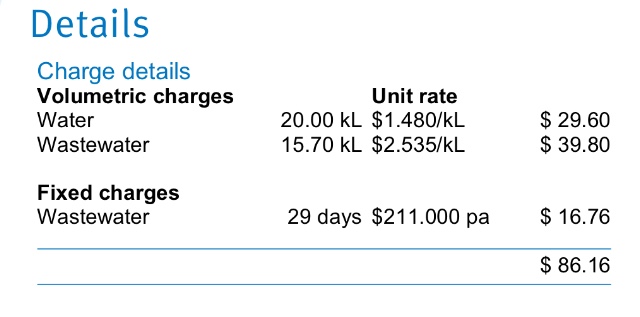 Details
Charge details
Volumetric charges Unit rate
Water 20.00 kL $1.480/kL $ 29.60
Wastewater 15.70 kL $2.535/kL $ 39.80
Fixed charges
Wastewater 29 days $211.000 pa $ 16.76
$ 86.16